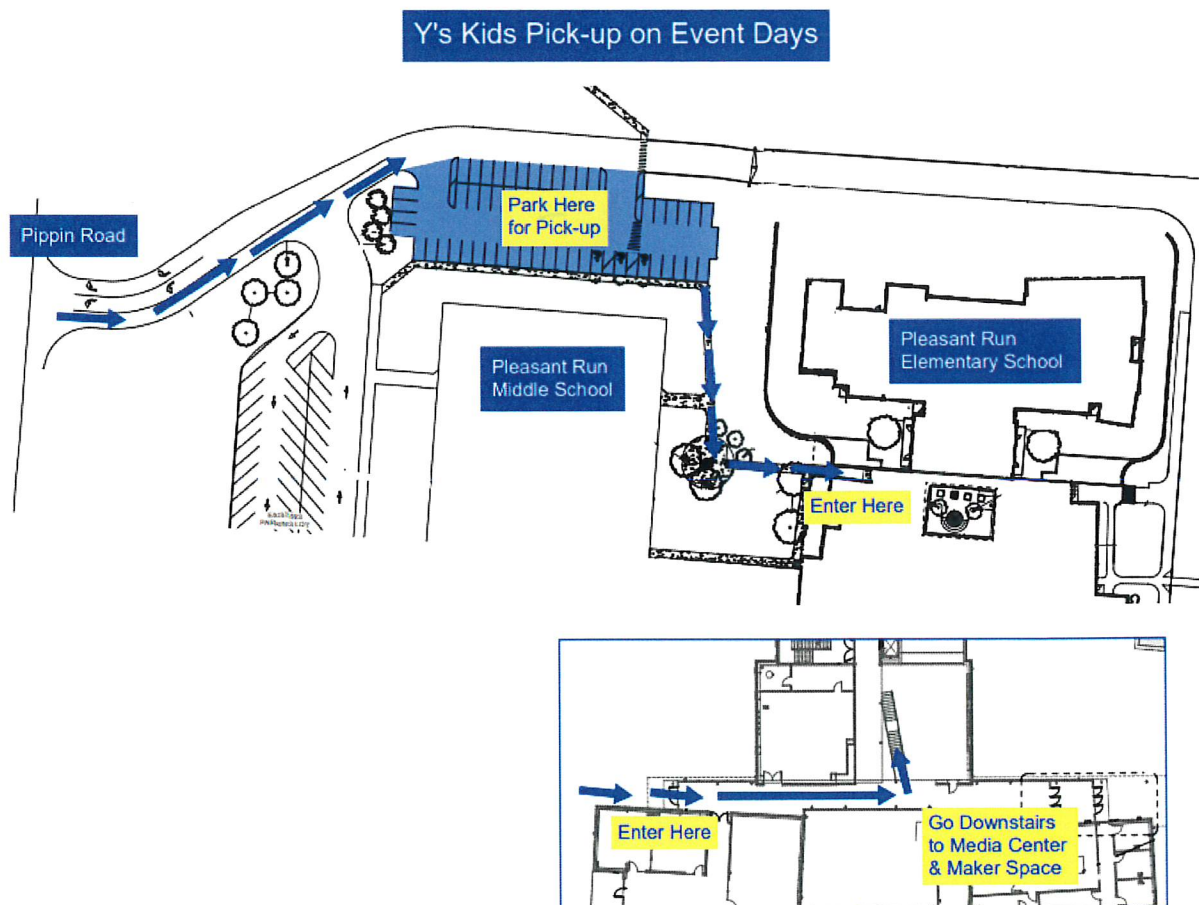 Y's Kids Pick-up on Event Days
Park Here
for Pick-up
Pippin Road
Pleasant Run
Middle School
Pleasant Run
Elementary School
Enter Here
Enter Here
Go Downstairs
to Media Center
& Maker Space